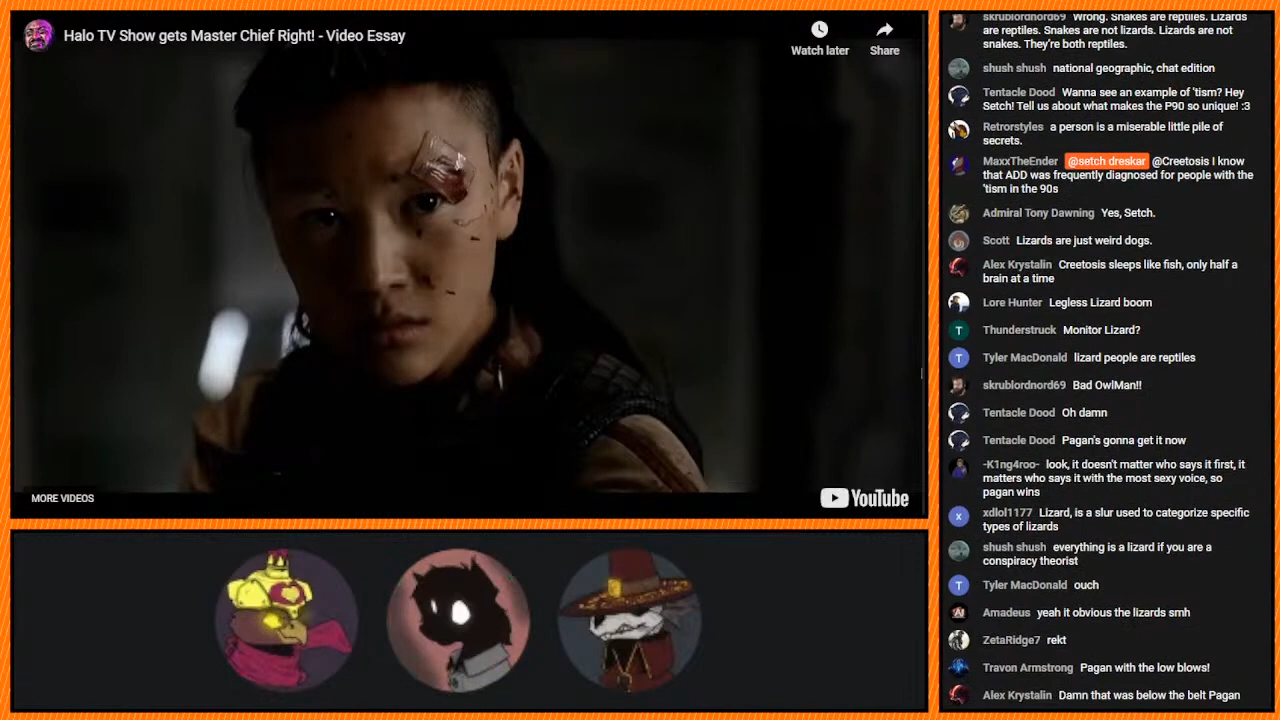 Halo TV Show gets Master Chief Right! - Video Essay
Watch later
Share
MORE VIDEOS
YouTube
skrublordnord69 Wrong. Snakes are reptiles. Lizards
are reptiles. Snakes are not lizards. Lizards are not
snakes. They're both reptiles.
shush shush national geographic, chat edition
Tentacle Dood Wanna see an example of 'tism? Hey
Setch! Tell us about what makes the P90 so unique! :3
Retrorstyles a person is a miserable little pile of
secrets.
MaxxTheEnder @setch dreskar @Creetosis I know
that ADD was frequently diagnosed for people with the
'tism in the 90s
Admiral Tony Dawning Yes, Setch.
Scott Lizards are just weird dogs.
Alex Krystalin Creetosis sleeps like fish, only half a
brain at a time
Lore Hunter Legless Lizard boom
T Thunderstruck Monitor Lizard?
T Tyler MacDonald lizard people are reptiles
skrublordnord69 Bad OwlMan!!
Tentacle Dood Oh damn
Tentacle Dood Pagan's gonna get it now
-K1ng4roo- look, it doesn't matter who says it first, it
matters who says it with the most sexy voice, so
pagan wins
X xdlol1177 Lizard, is a slur used to categorize specific
types of lizards
shush shush everything is a lizard if you are a
conspiracy theorist
T Tyler MacDonald ouch
Amadeus yeah it obvious the lizards smh
ZetaRidge7 rekt
Travon Armstrong Pagan with the low blows!
Alex Krystalin Damn that was below the belt Pagan